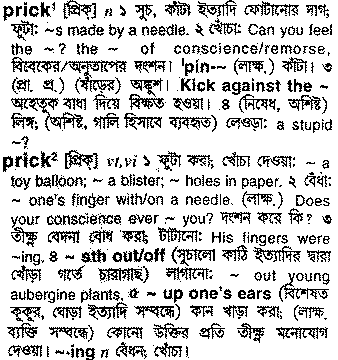 prick¹ [প্রিক্] n ১ সুচ, কাঁটা ইত্যাদি ফোটানোর দাগ;
ফুটা: ~s made by a needle. ২ খোঁচা: Can you feel
the ~? the ~ of conscience/remorse,
বিবেকের/অনুতাপের দংশন। 'pin-~ (লাক্ষ.) কাঁটা। ৩
(প্রা. প্র.) (ষাঁড়ের) অঙ্কুশ। Kick against the ~
অহেতুক বাধা দিয়ে বিক্ষত হওয়া। ৪ (নিষেধ, অশিষ্ট)
লিঙ্গ; (অশিষ্ট, গালি হিসাবে ব্যবহৃত) লেওড়া: a stupid
~?
prick² [প্রিক্] vt,vi ১ ফুটা করা; খোঁচা দেওয়া: ~ a
toy balloon; ~ a blister; ~ holes in paper. ২ বেঁধা:
~ one's finger with/on a needle. (লাক্ষ.) Does
your conscience ever ~ you? দংশন করে কি? ৩
তীক্ষ্ণ বেদনা বোধ করা; টাটানো: His fingers were
~ing. ৪ ~ sth out/off (সুচালো কাঠি ইত্যাদির দ্বারা
খোঁড়া গর্তে চারাগাছ) লাগানো: ~ out young
aubergine plants, ৫ ~ up one's ears (বিশেষত
কুকুর, ঘোড়া ইত্যাদি সম্বন্ধে) কান খাড়া করা; (লাক্ষ.
ব্যক্তি সম্বন্ধে) কোনো উক্তির প্রতি তীক্ষ্ণ মনোযোগ
দেওয়া। ~·ing n বেঁধন; খোঁচা।